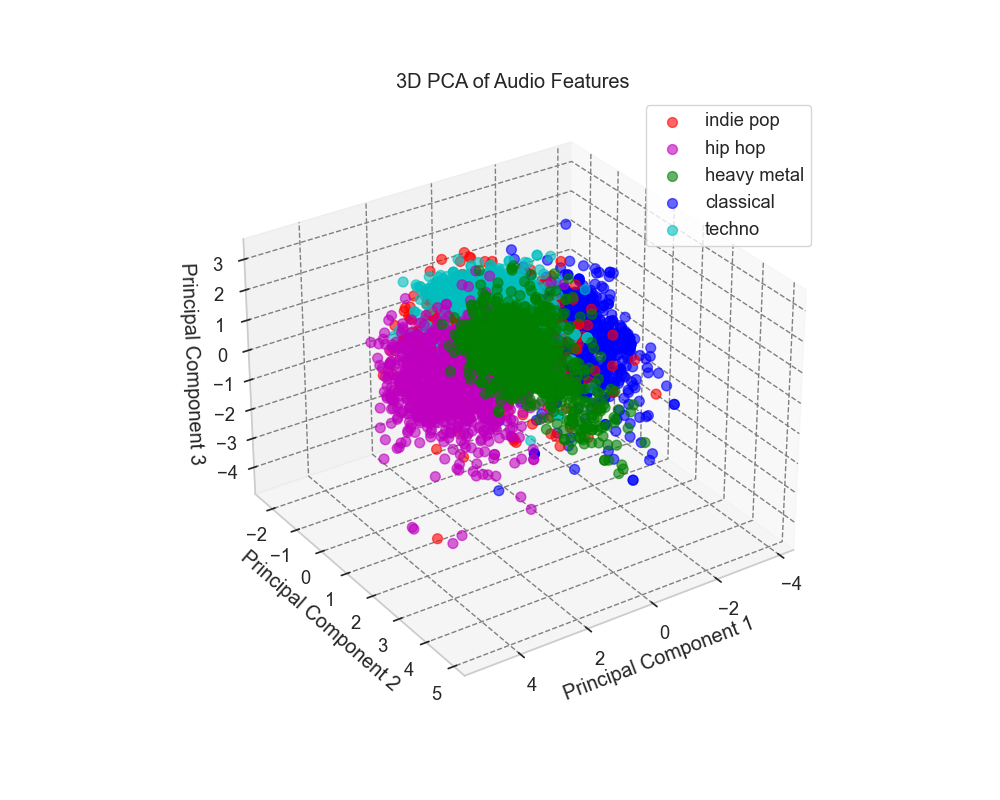 3D PCA of Audio Features
indie pop
hip hop
heavy metal
classical
techno
3
2
1
0
−1
−2
−3
−4
Principal Component 3
−2
−1
0
1
2
3
4
5
Principal Component 2
4
2
0
−2
−4
Principal Component 1